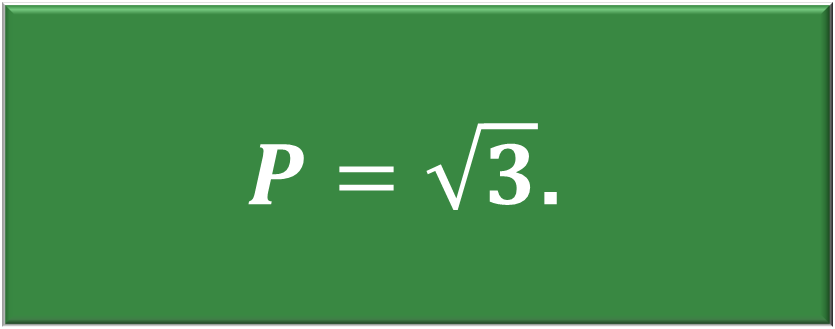 P = √3.